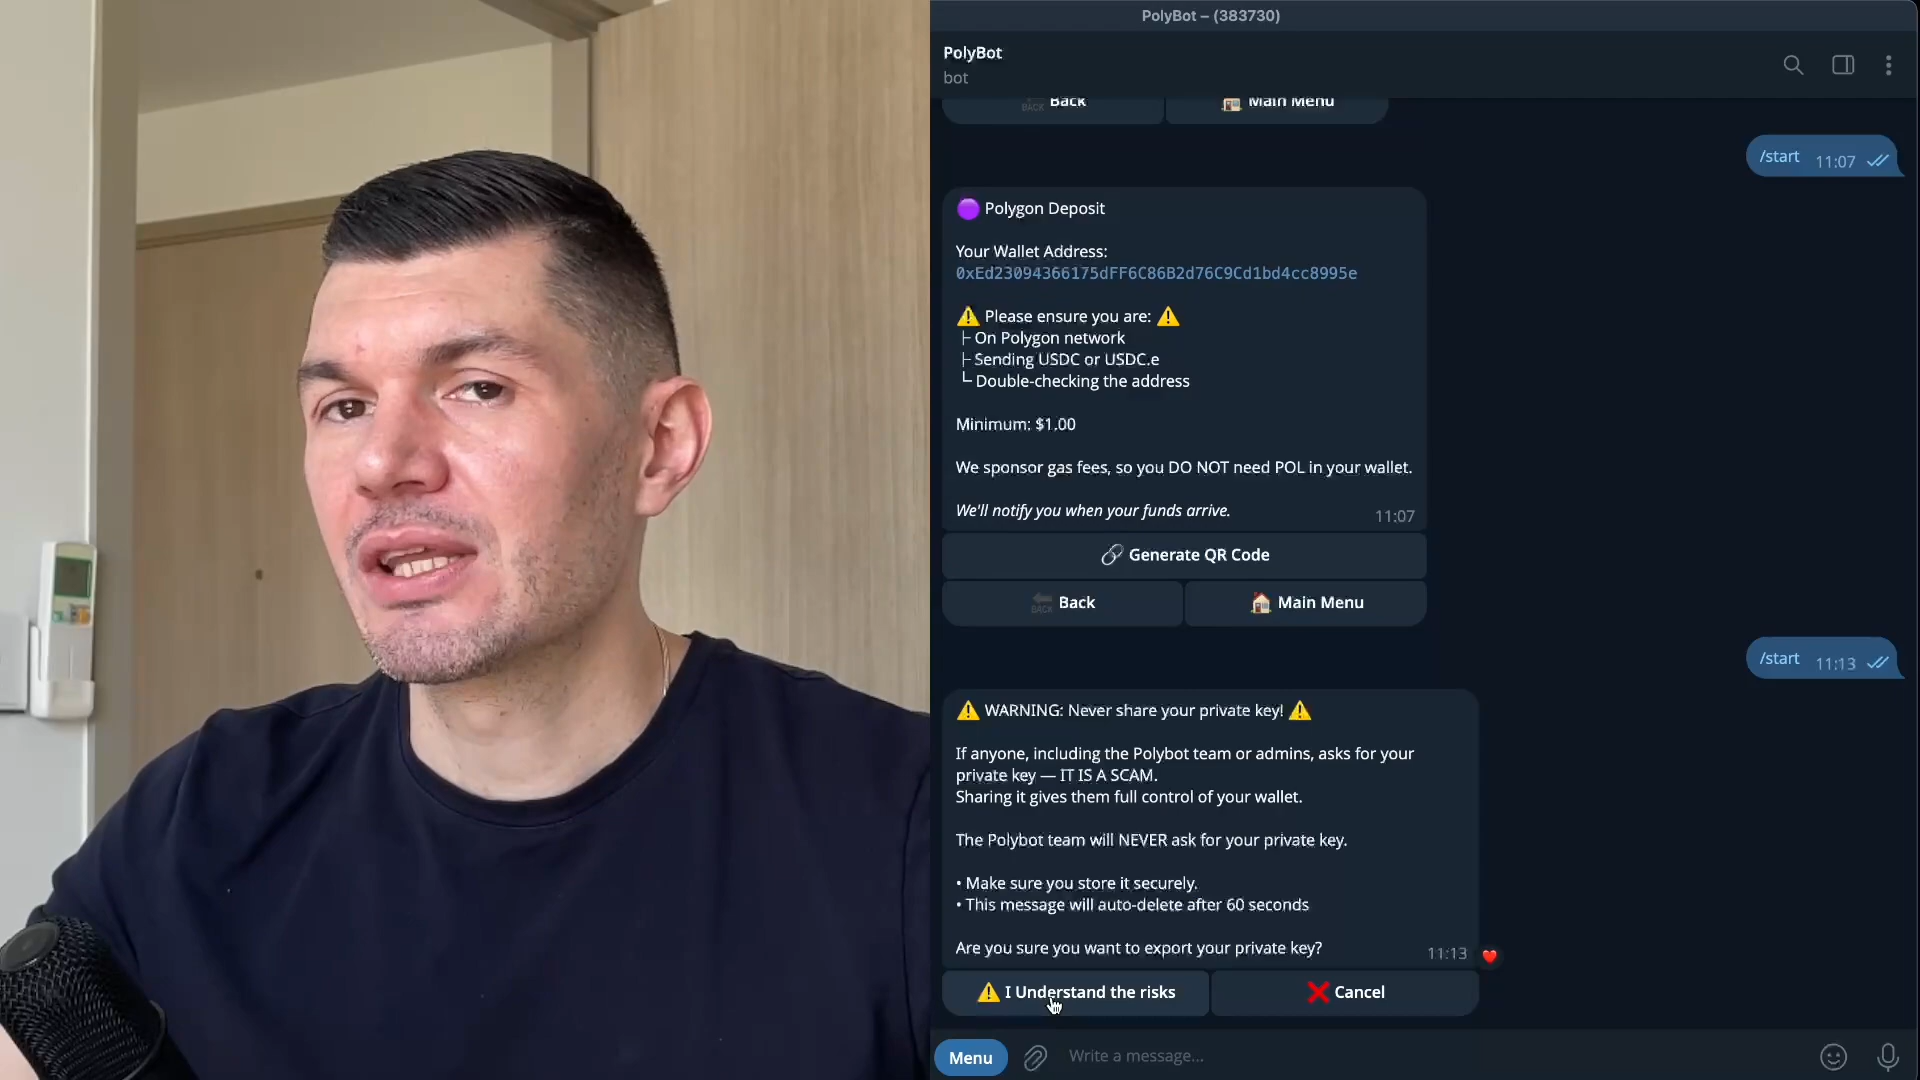 PolyBot – (383730)
PolyBot
bot
Back
Main Menu
/start 11:07
Polygon Deposit
Your Wallet Address:
0xEd23094366175dFF6C86B2d76C9Cd1bd4cc8995e
⚠️ Please ensure you are: ⚠️
├ On Polygon network
├ Sending USDC or USDC.e
└ Double-checking the address
Minimum: $1.00
We sponsor gas fees, so you DO NOT need POL in your wallet.
We'll notify you when your funds arrive.
11:07
Generate QR Code
BACK Back
Main Menu
/start 11:13
⚠️ WARNING: Never share your private key! ⚠️
If anyone, including the Polybot team or admins, asks for your
private key — IT IS A SCAM.
Sharing it gives them full control of your wallet.
The Polybot team will NEVER ask for your private key.
• Make sure you store it securely.
• This message will auto-delete after 60 seconds
Are you sure you want to export your private key?
11:13
⚠️ I Understand the risks
❌ Cancel
Menu
Write a message...